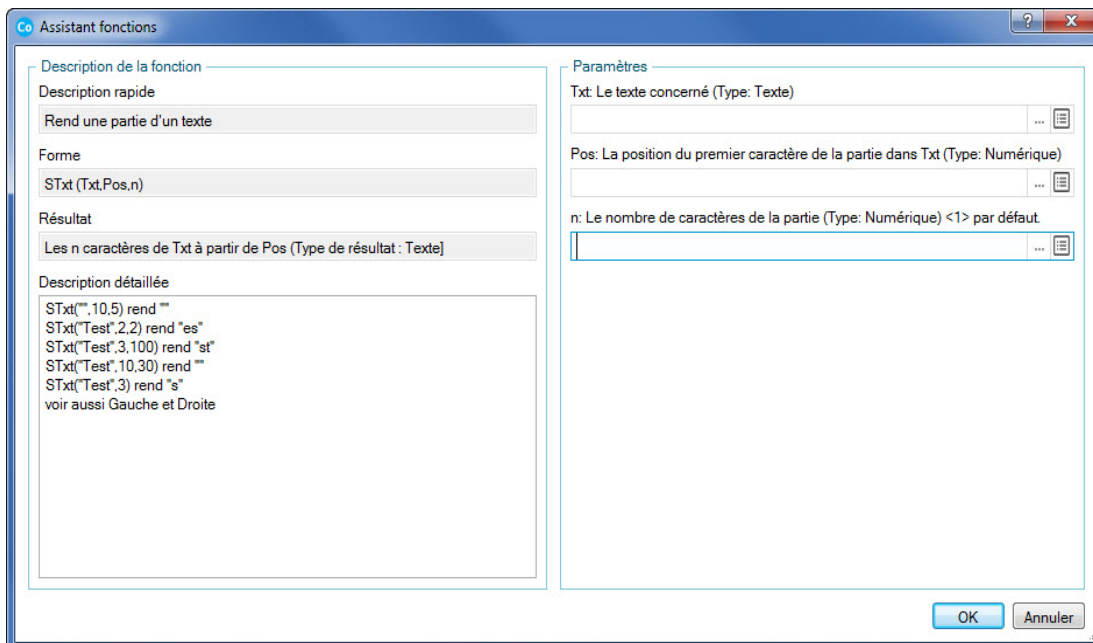 Co Assistant fonctions
? X
Description de la fonction
Description rapide
Rend une partie d'un texte
Forme
STxt (Txt,Pos,n)
Résultat
Les n caractères de Txt à partir de Pos (Type de résultat : Texte]
Description détaillée
STxt("",10,5) rend ""
STxt("Test",2,2) rend "es"
STxt("Test",3,100) rend "st"
STxt("Test",10,30) rend ""
STxt("Test",3) rend "s"
voir aussi Gauche et Droite
Paramètres
Txt: Le texte concerné (Type: Texte)
...
Pos: La position du premier caractère de la partie dans Txt (Type: Numérique)
...
n: Le nombre de caractères de la partie (Type: Numérique) <1> par défaut.
...
OK
Annuler